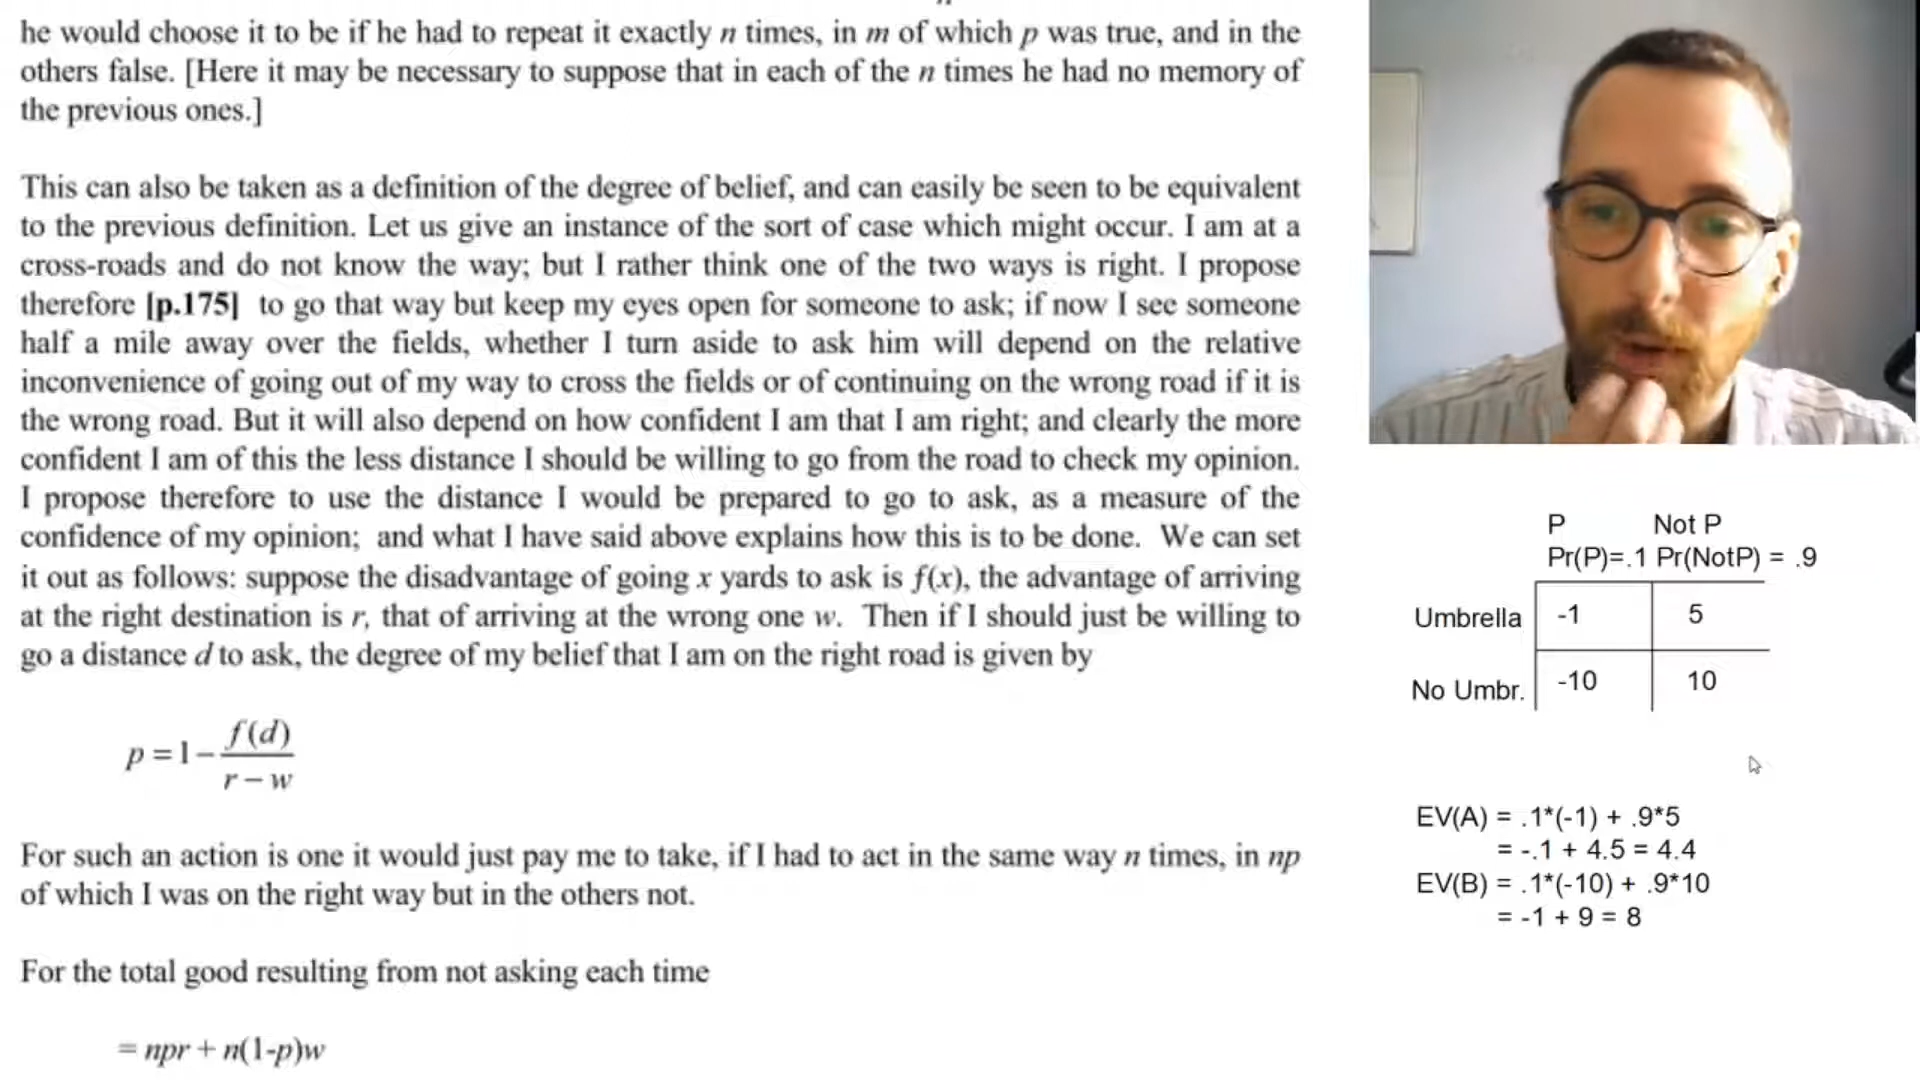 he would choose it to be if he had to repeat it exactly n times, in m of which p was true, and in the
others false. [Here it may be necessary to suppose that in each of the n times he had no memory of
the previous ones.]
This can also be taken as a definition of the degree of belief, and can easily be seen to be equivalent
to the previous definition. Let us give an instance of the sort of case which might occur. I am at a
cross-roads and do not know the way; but I rather think one of the two ways is right. I propose
therefore [p.175] to go that way but keep my eyes open for someone to ask; if now I see someone
half a mile away over the fields, whether I turn aside to ask him will depend on the relative
inconvenience of going out of my way to cross the fields or of continuing on the wrong road if it is
the wrong road. But it will also depend on how confident I am that I am right; and clearly the more
confident I am of this the less distance I should be willing to go from the road to check my opinion.
I propose therefore to use the distance I would be prepared to go to ask, as a measure of the
confidence of my opinion; and what I have said above explains how this is to be done. We can set
it out as follows: suppose the disadvantage of going x yards to ask is f(x), the advantage of arriving
at the right destination is r, that of arriving at the wrong one w. Then if I should just be willing to
go a distance d to ask, the degree of my belief that I am on the right road is given by
p = 1 – f(d)
r – w
For such an action is one it would just pay me to take, if I had to act in the same way n times, in np
of which I was on the right way but in the others not.
For the total good resulting from not asking each time
= npr + n(1-p)w
P Not P
Pr(P)=.1 Pr(NotP) = .9
Umbrella -1 5
No Umbr. -10 10
EV(A) = .1*(-1) + .9*5
= -.1 + 4.5 = 4.4
EV(B) = .1*(-10) + .9*10
= -1 + 9 = 8